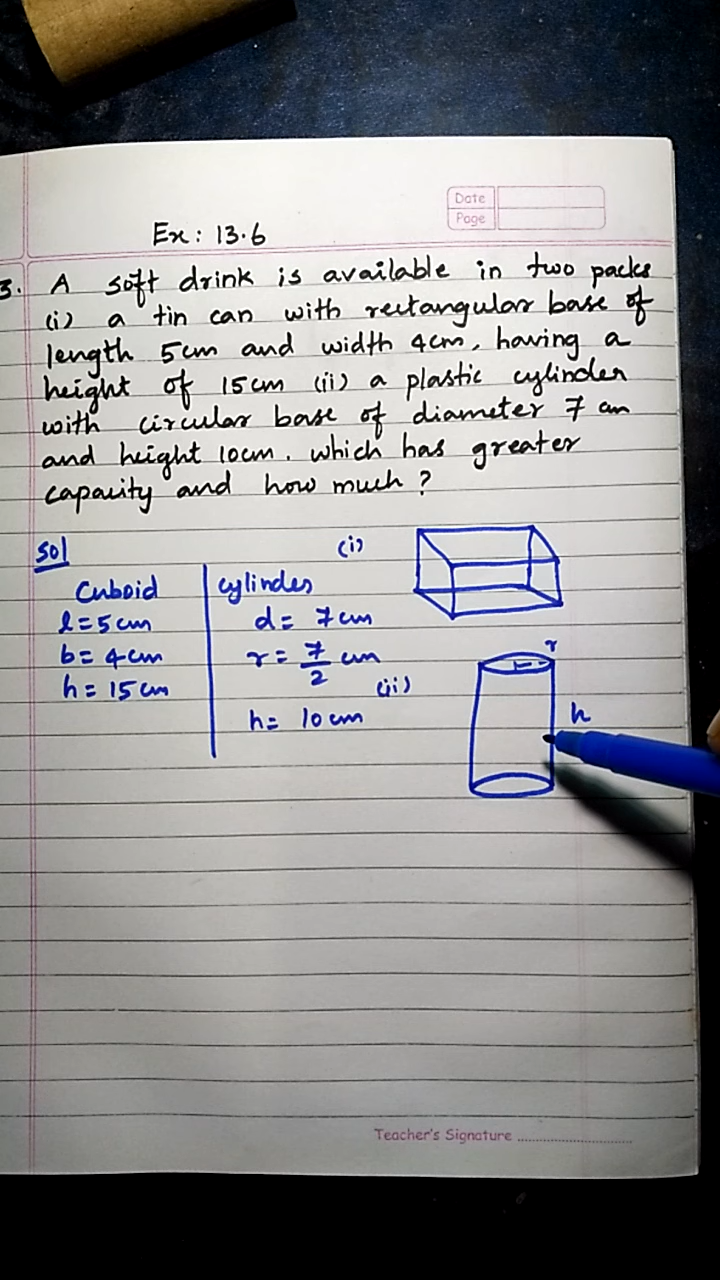 Date
Page
Ex: 13.6
3. A soft drink is available in two packs
(i) a tin can with rectangular base of
length 5cm and width 4cm, having a
height of 15cm (ii) a plastic cylinder
with circular base of diameter 7 cm
and height 10cm. which has greater
capacity and how much?
Sol
(i)
Cuboid
l = 5cm
b = 4cm
h = 15 cm
cylinder
d = 7cm
r = 7/2 cm
h = 10 cm
(ii)
r
h
Teacher's Signature